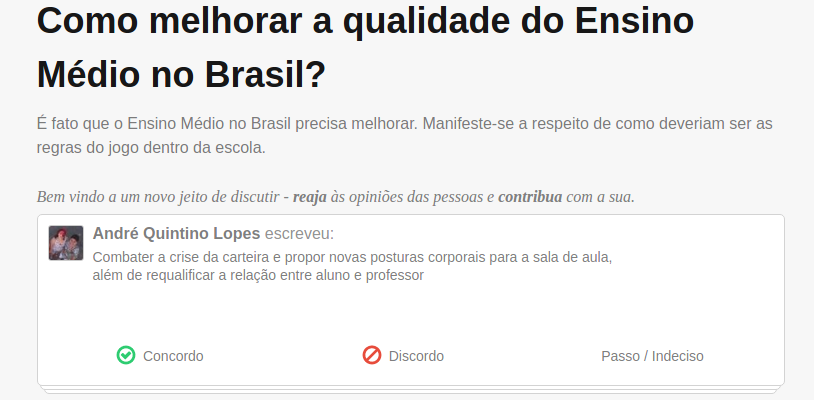 Como melhorar a qualidade do Ensino
Médio no Brasil?
É fato que o Ensino Médio no Brasil precisa melhorar. Manifeste-se a respeito de como deveriam ser as
regras do jogo dentro da escola.
Bem vindo a um novo jeito de discutir - reaja às opiniões das pessoas e contribua com a sua.
André Quintino Lopes escreveu:
Combater a crise da carteira e propor novas posturas corporais para a sala de aula,
além de requalificar a relação entre aluno e professor
Concordo Discordo Passo / Indeciso